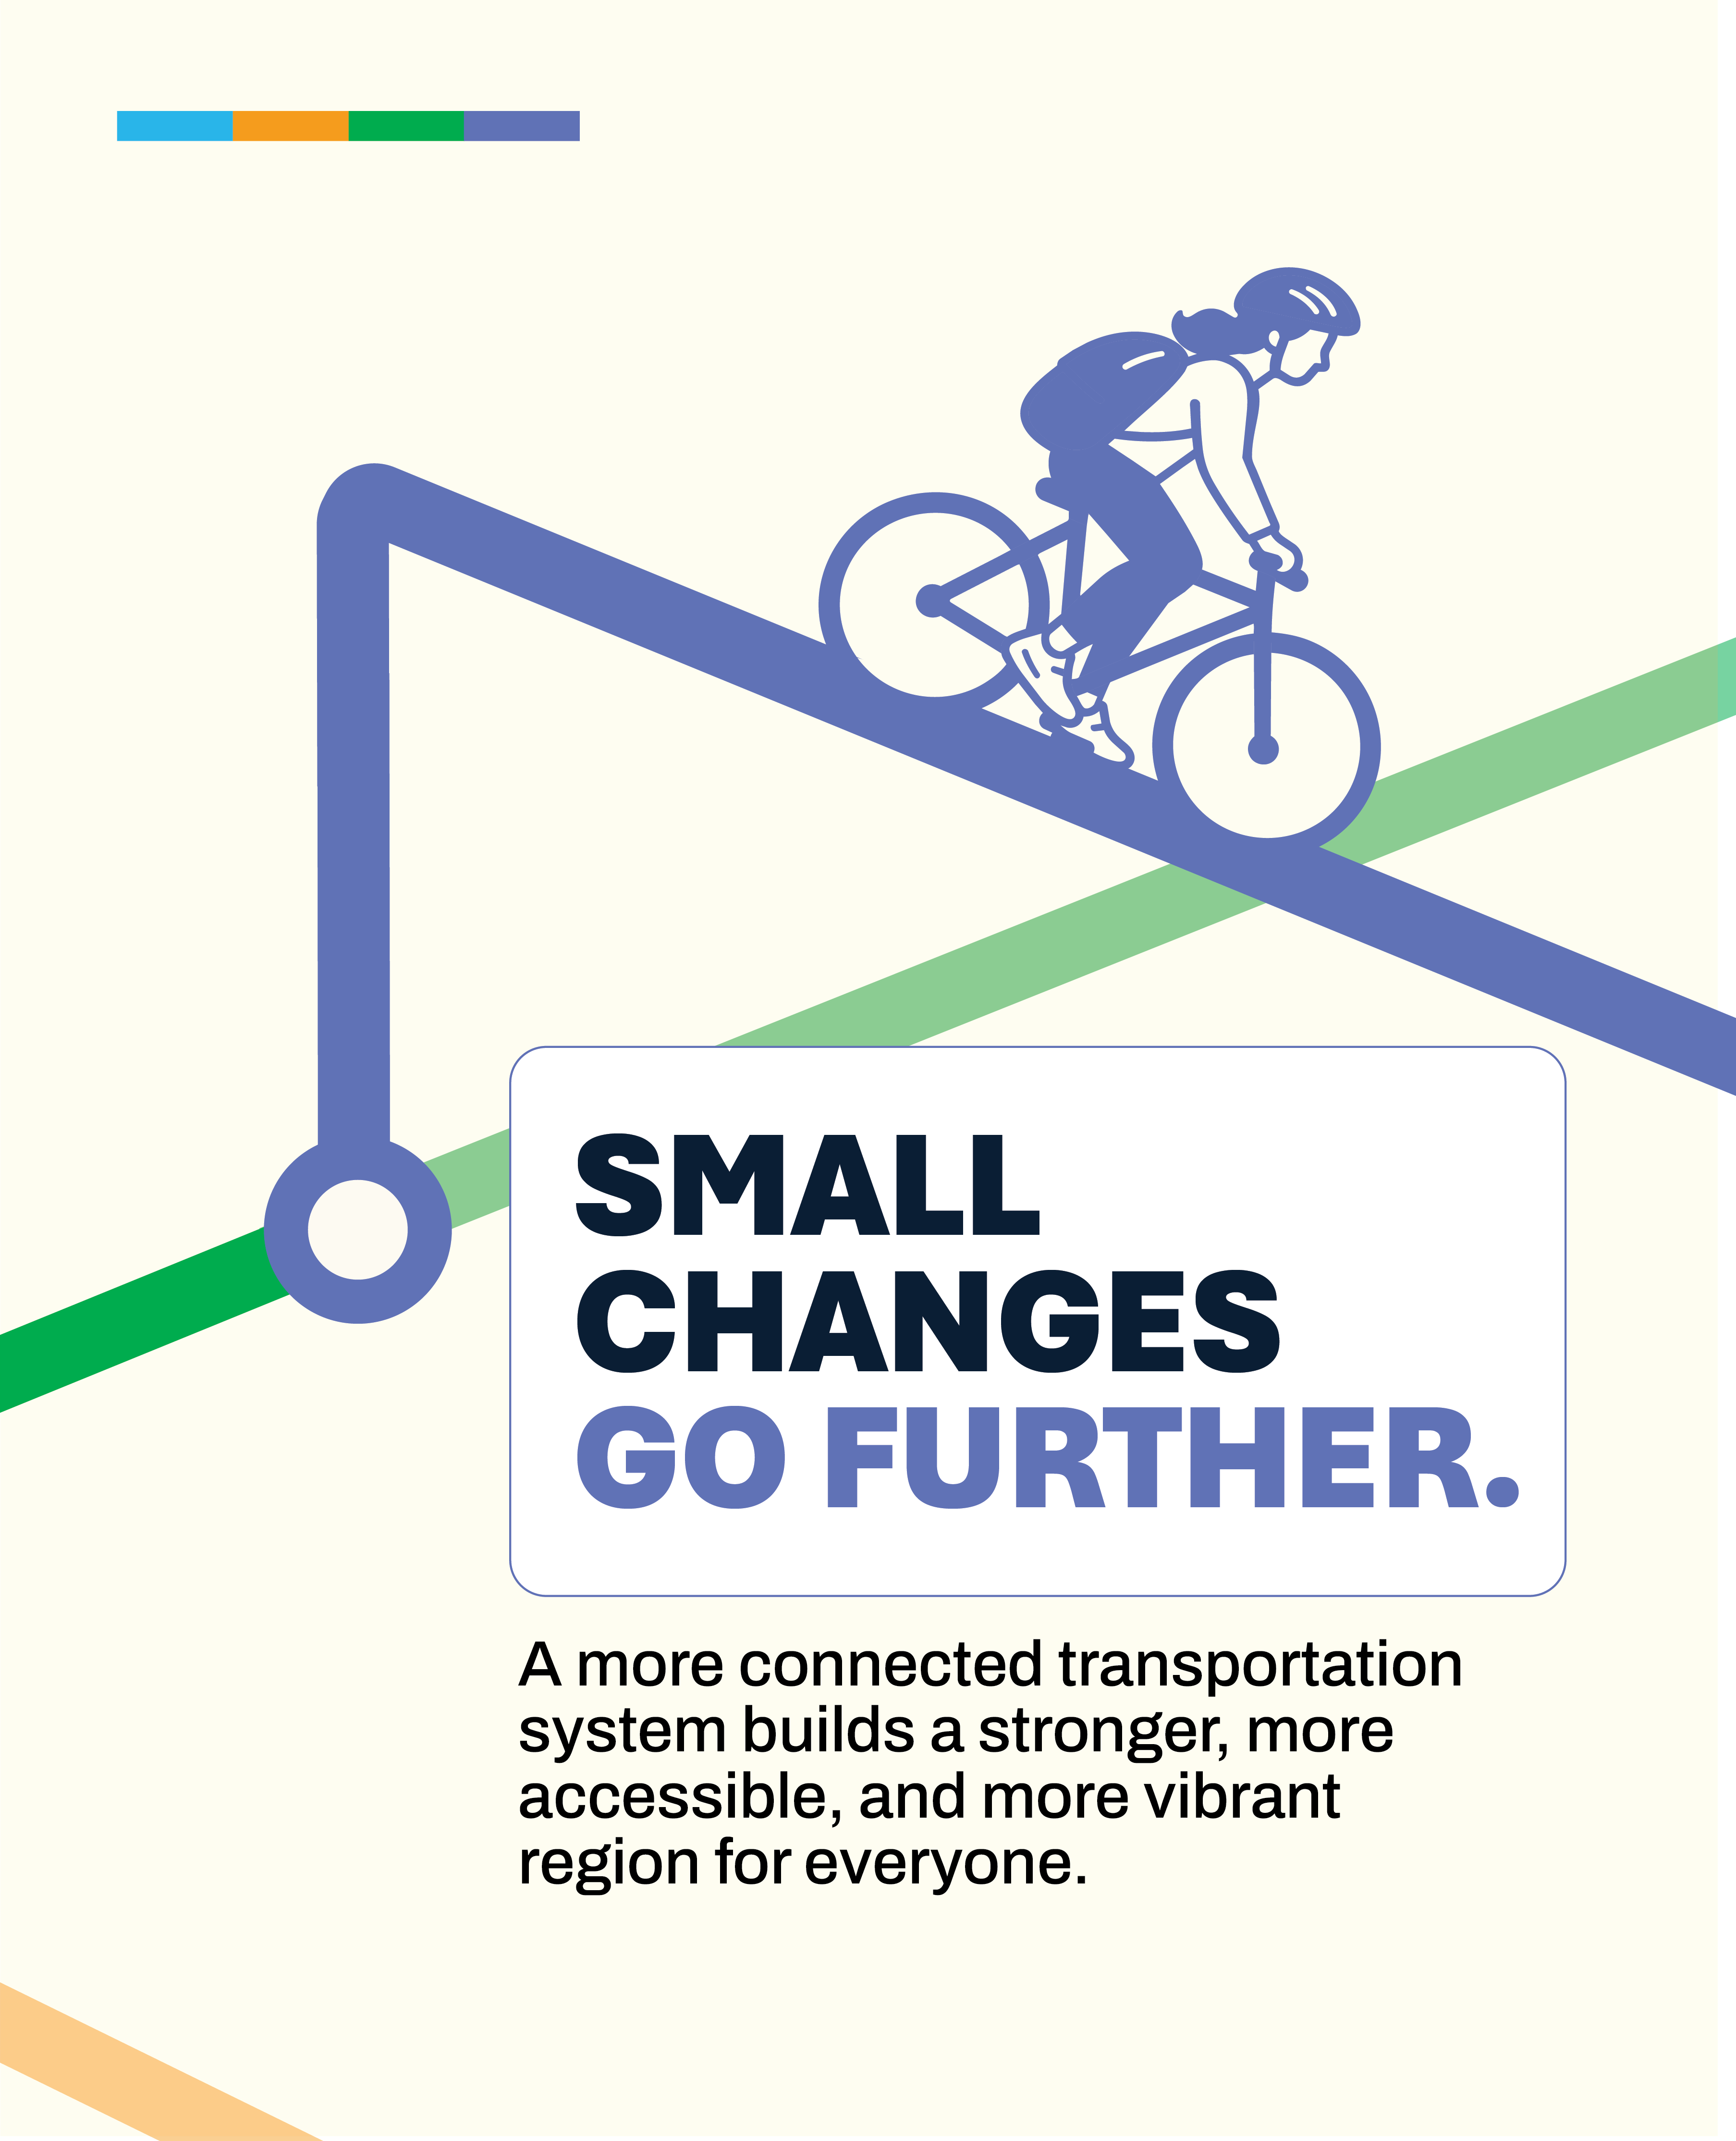 SMALL
CHANGES
GO FURTHER.
A more connected transportation
system builds a stronger, more
accessible, and more vibrant
region for everyone.